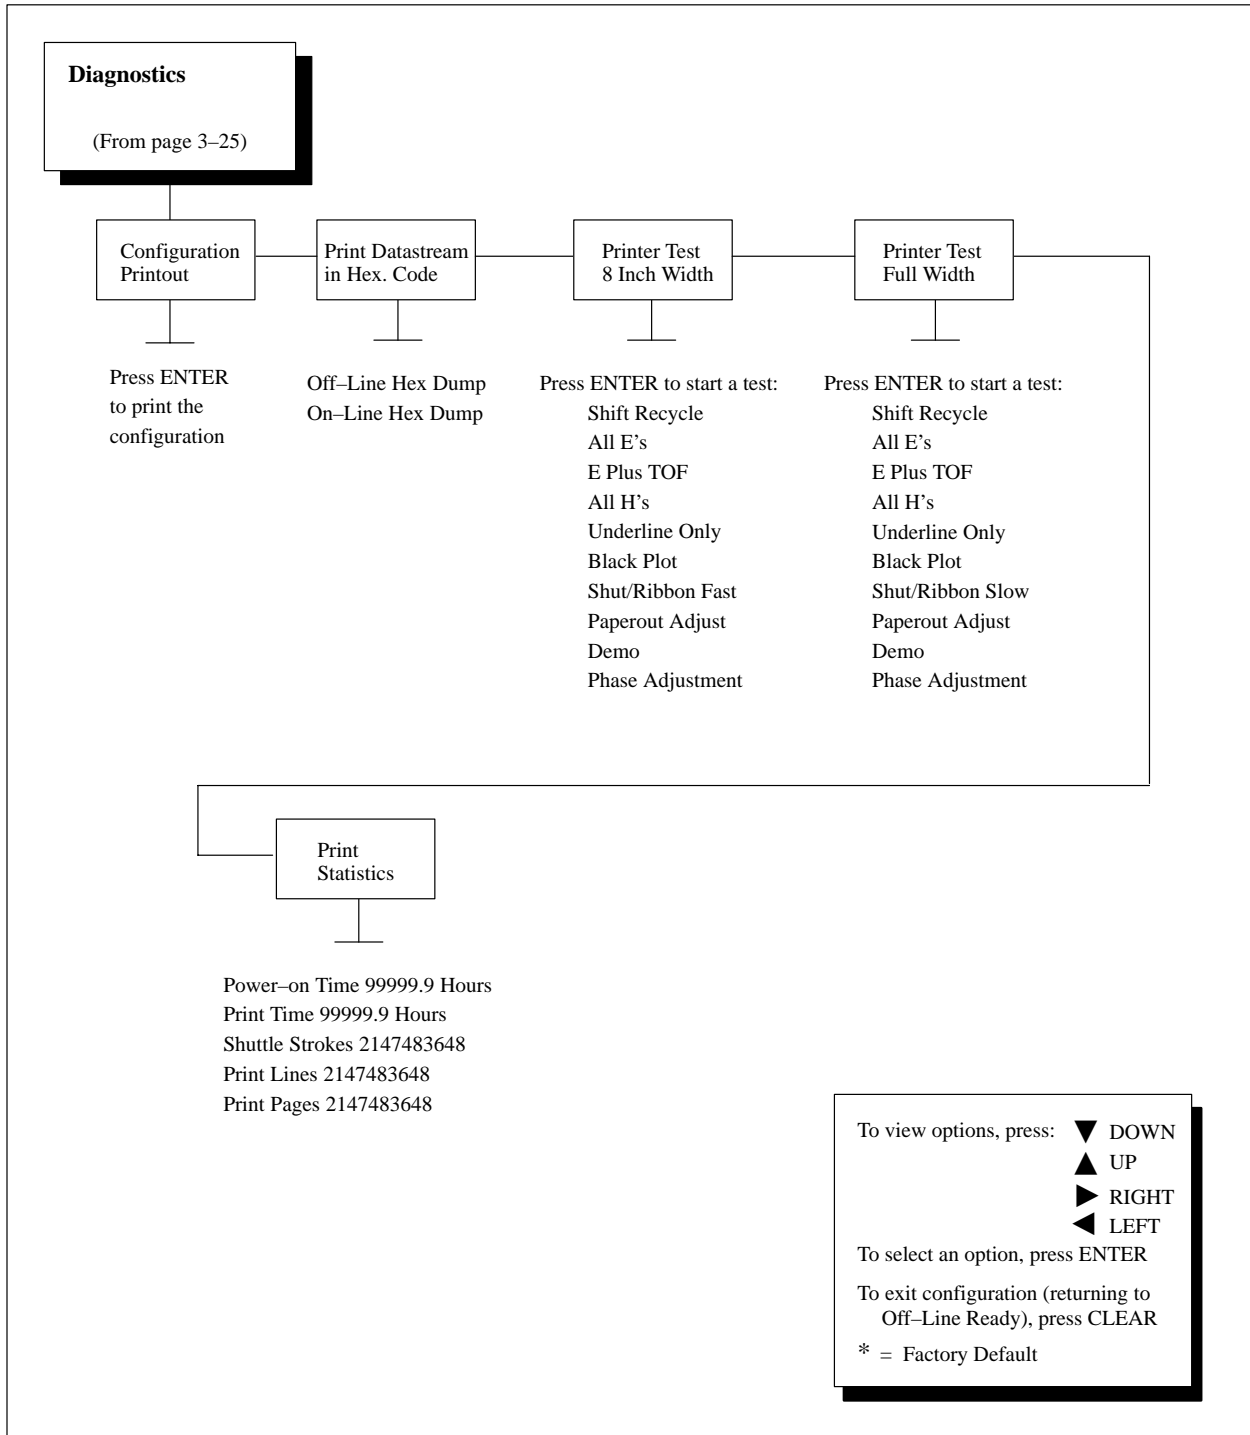 Diagnostics
(From page 3–25)
Configuration
Printout
Print Datastream
in Hex. Code
Printer Test
8 Inch Width
Printer Test
Full Width
Press ENTER
to print the
configuration
Off–Line Hex Dump
On–Line Hex Dump
Press ENTER to start a test:
Shift Recycle
All E's
E Plus TOF
All H's
Underline Only
Black Plot
Shut/Ribbon Fast
Paperout Adjust
Demo
Phase Adjustment
Press ENTER to start a test:
Shift Recycle
All E's
E Plus TOF
All H's
Underline Only
Black Plot
Shut/Ribbon Slow
Paperout Adjust
Demo
Phase Adjustment
Print
Statistics
Power–on Time 99999.9 Hours
Print Time 99999.9 Hours
Shuttle Strokes 2147483648
Print Lines 2147483648
Print Pages 2147483648
To view options, press: ▼ DOWN
▲ UP
▶ RIGHT
◀ LEFT
To select an option, press ENTER
To exit configuration (returning to
Off–Line Ready), press CLEAR
* = Factory Default